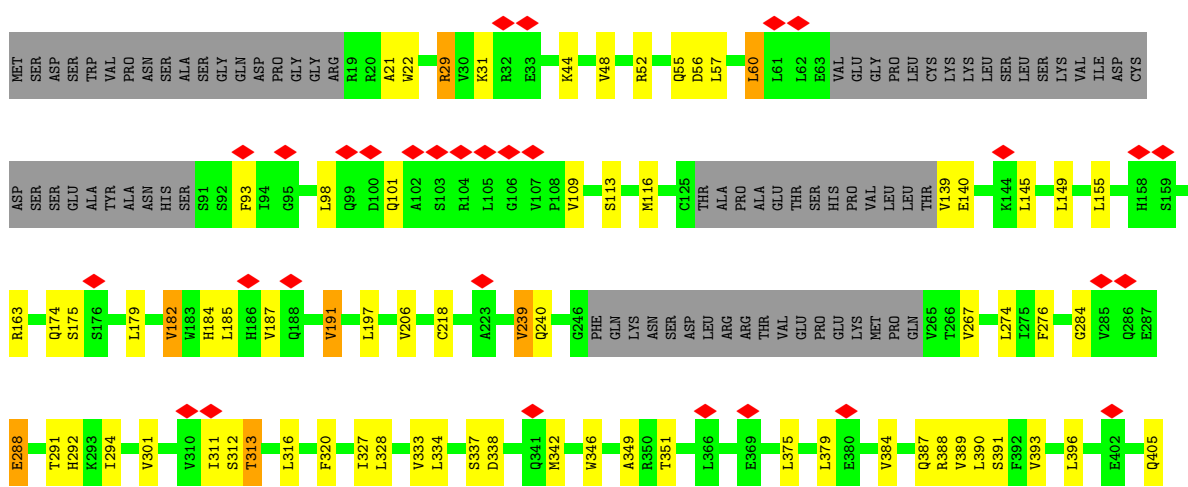 MET SER ASP SER TRP VAL PRO ASN SER ALA SER GLY GLN ASP PRO GLY GLY ARG R19 R20 A21 W22 R29 V30 K31 R32 E33 K44 V48 R52 Q55 D56 L57 L60 L61 L62 E63 VAL GLU GLY PRO LEU CYS LYS LYS LEU SER LEU SER LYS VAL ILE ASP CYS
ASP SER SER GLU ALA TYR ALA ASN HIS SER S91 S92 F93 I94 G95 L98 Q99 D100 Q101 A102 S103 R104 L105 G106 V107 P108 V109 S113 M116 C125 THR ALA PRO ALA GLU THR SER HIS PRO VAL LEU LEU THR V139 E140 K144 L145 L149 L155 H158 S159
R163 Q174 S175 S176 L179 V182 W183 H184 L185 H186 V187 Q188 V191 L197 V206 C218 A223 V239 Q240 G246 PHE GLN LYS ASN SER ASP LEU ARG ARG THR VAL GLU PRO GLU LYS MET PRO GLN V265 T266 V267 L274 I275 F276 G284 V285 Q286 E287
E288 T291 H292 K293 I294 V301 V310 I311 S312 T313 L316 F320 I327 L328 V333 L334 S337 D338 Q341 M342 W346 A349 R350 T351 L366 E369 L375 L379 E380 V384 Q387 R388 V389 L390 S391 F392 V393 L396 E402 Q405